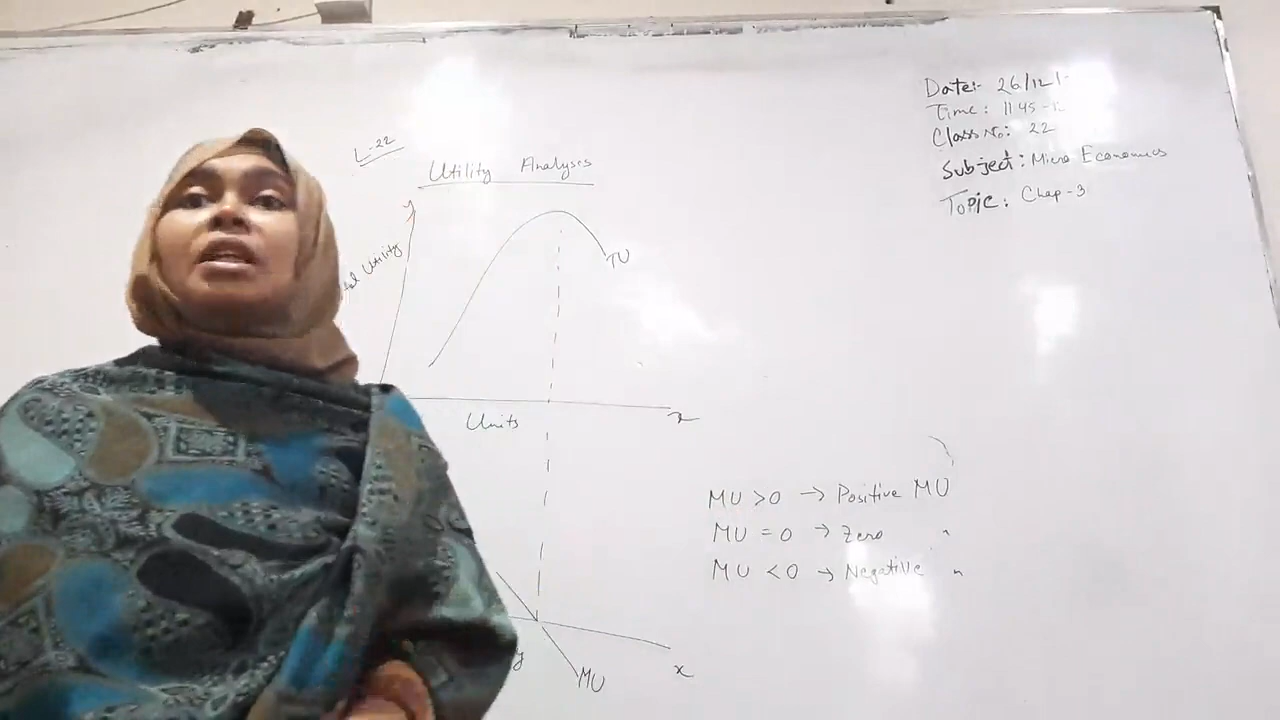 L-22
Utility Analyses
y
Utility
TU
Units
x
MU > 0 → Positive MU
MU = 0 → Zero "
MU < 0 → Negative "
MU
x
Date:- 26/12
Time: 11 45 -
Class No: 22
Subject: Micro Economics
Topic: Chap-3